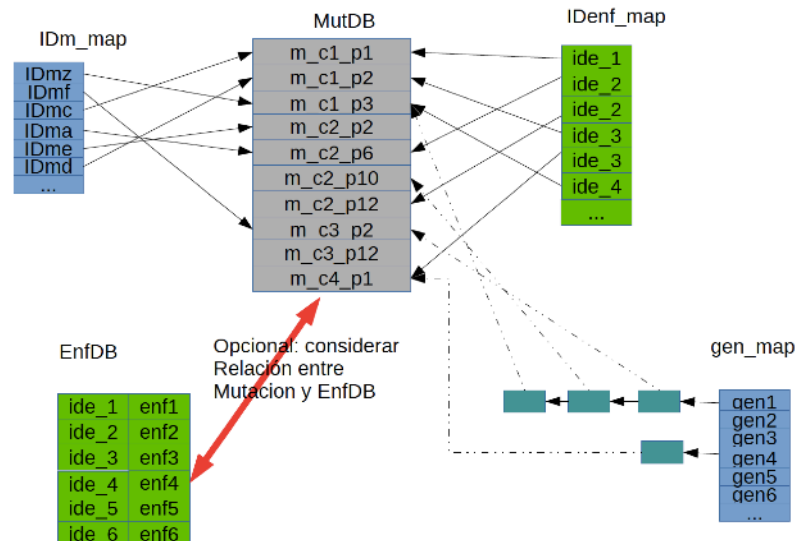 IDm_map
IDmz
IDmf
IDmc
IDma
IDme
IDmd
...
MutDB
m_c1_p1
m_c1_p2
m_c1_p3
m_c2_p2
m_c2_p6
m_c2_p10
m_c2_p12
m_c3_p2
m_c3_p12
m_c4_p1
IDenf_map
ide_1
ide_2
ide_2
ide_3
ide_3
ide_4
...
EnfDB
ide_1 enf1
ide_2 enf2
ide_3 enf3
ide_4 enf4
ide_5 enf5
ide_6 enf6
Opcional: considerar
Relación entre
Mutacion y EnfDB
gen_map
gen1
gen2
gen3
gen4
gen5
gen6
...